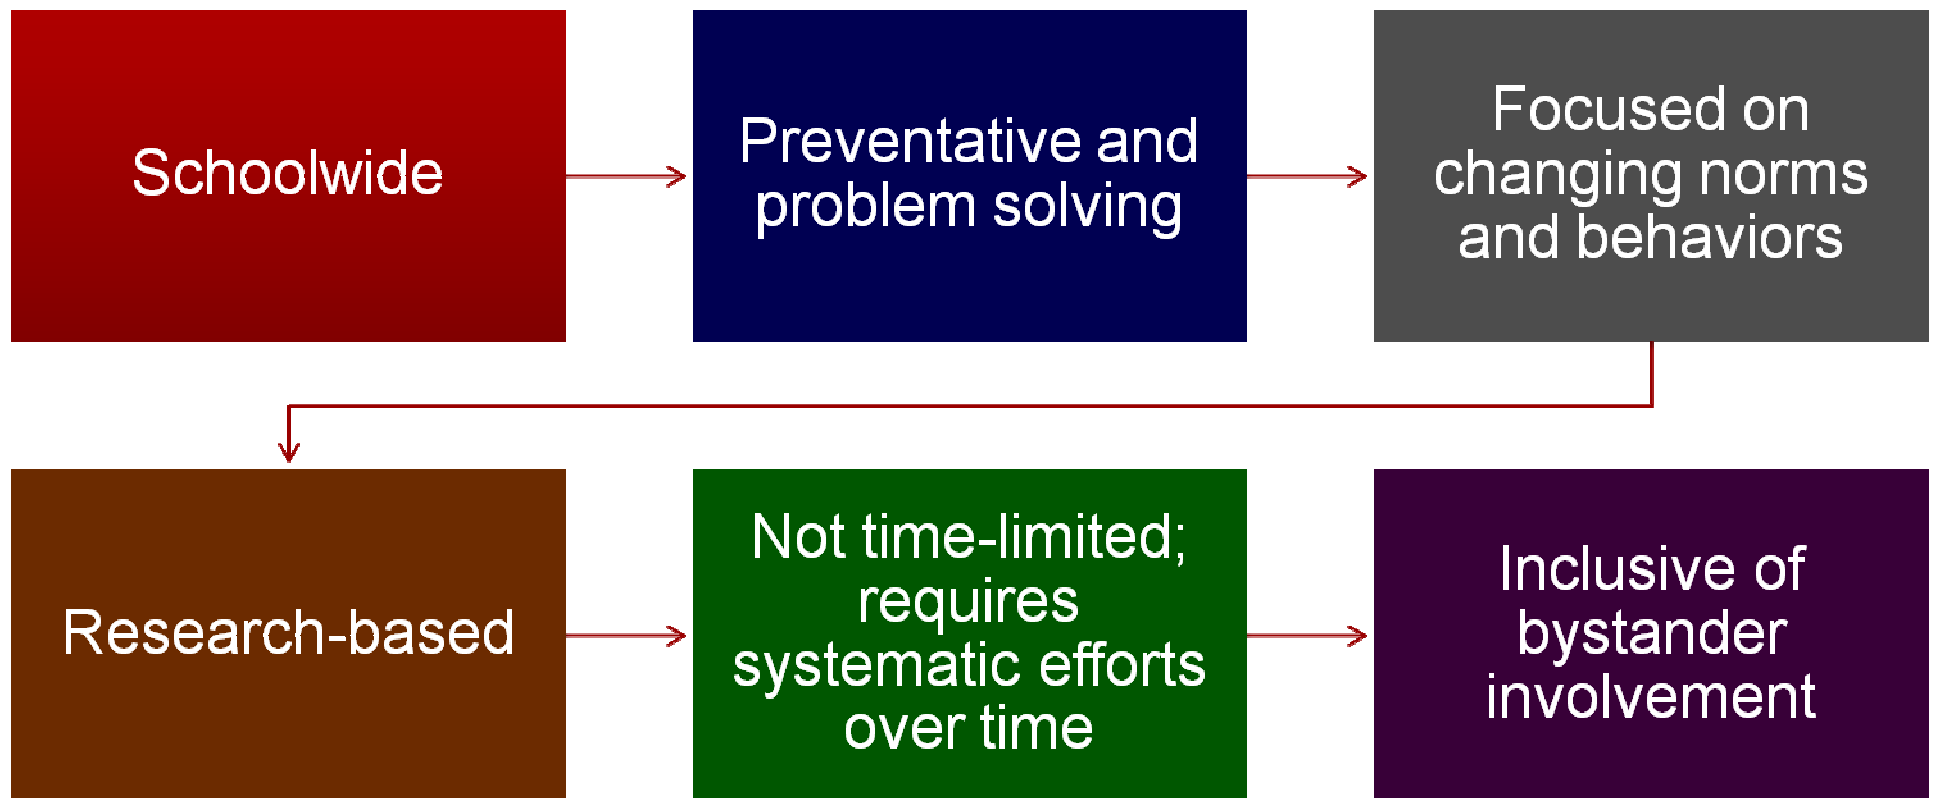 Schoolwide
Preventative and
problem solving
Focused on
changing norms
and behaviors
Research-based
Not time-limited;
requires
systematic efforts
over time
Inclusive of
bystander
involvement